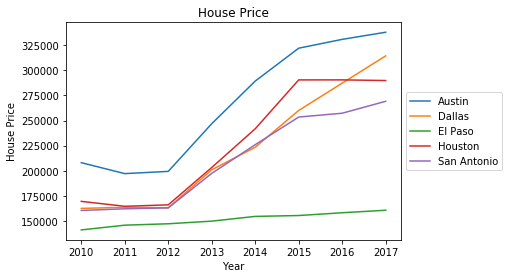 House Price
House Price
325000
300000
275000
250000
225000
200000
175000
150000
2010 2011 2012 2013 2014 2015 2016 2017
Year
Austin
Dallas
El Paso
Houston
San Antonio